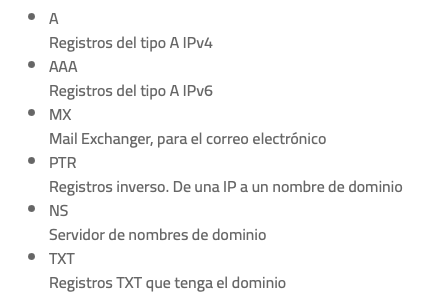 A
Registros del tipo A IPv4
AAA
Registros del tipo A IPv6
MX
Mail Exchanger, para el correo electrónico
PTR
Registros inverso. De una IP a un nombre de dominio
NS
Servidor de nombres de dominio
TXT
Registros TXT que tenga el dominio